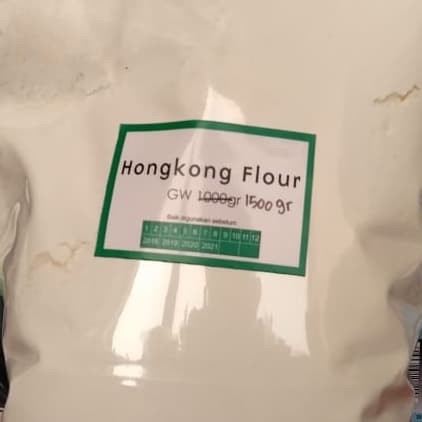 Hongkong Flour
GW 1000gr 1500 gr
Baik digunakan sebelum
1 2 3 4 5 6 7 8 9 10 11 12
2018 2019 2020 2021